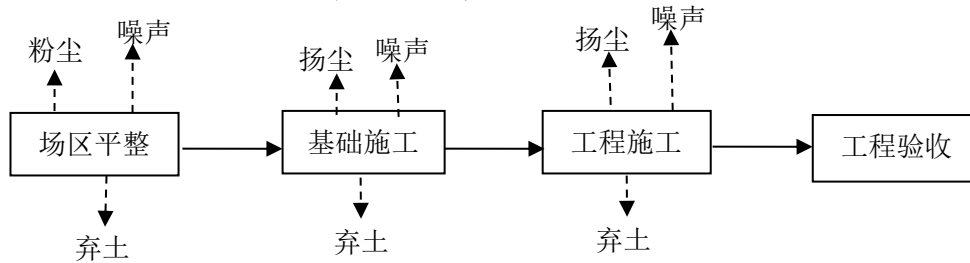 粉尘 噪声 扬尘 噪声 扬尘 噪声
场区平整 基础施工 工程施工 工程验收
弃土 弃土 弃土